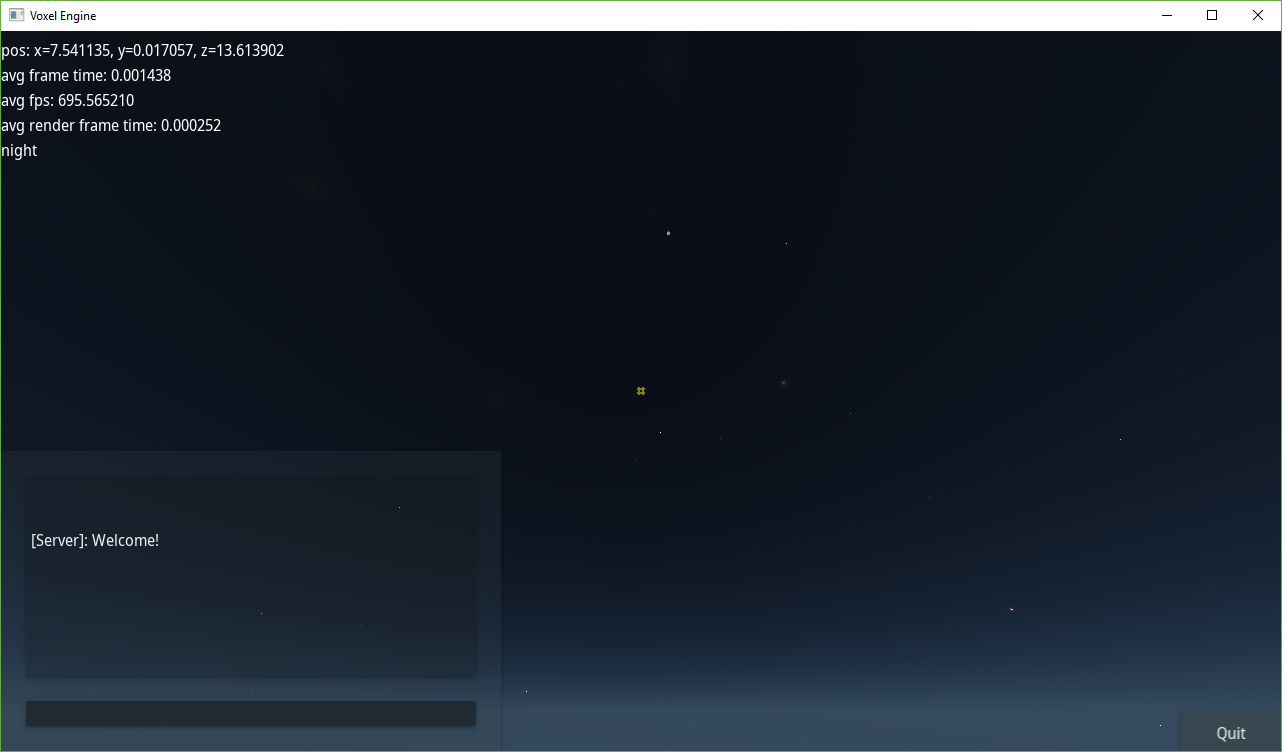 Voxel Engine
pos: x=7.541135, y=0.017057, z=13.613902
avg frame time: 0.001438
avg fps: 695.565210
avg render frame time: 0.000252
night
[Server]: Welcome!
Quit